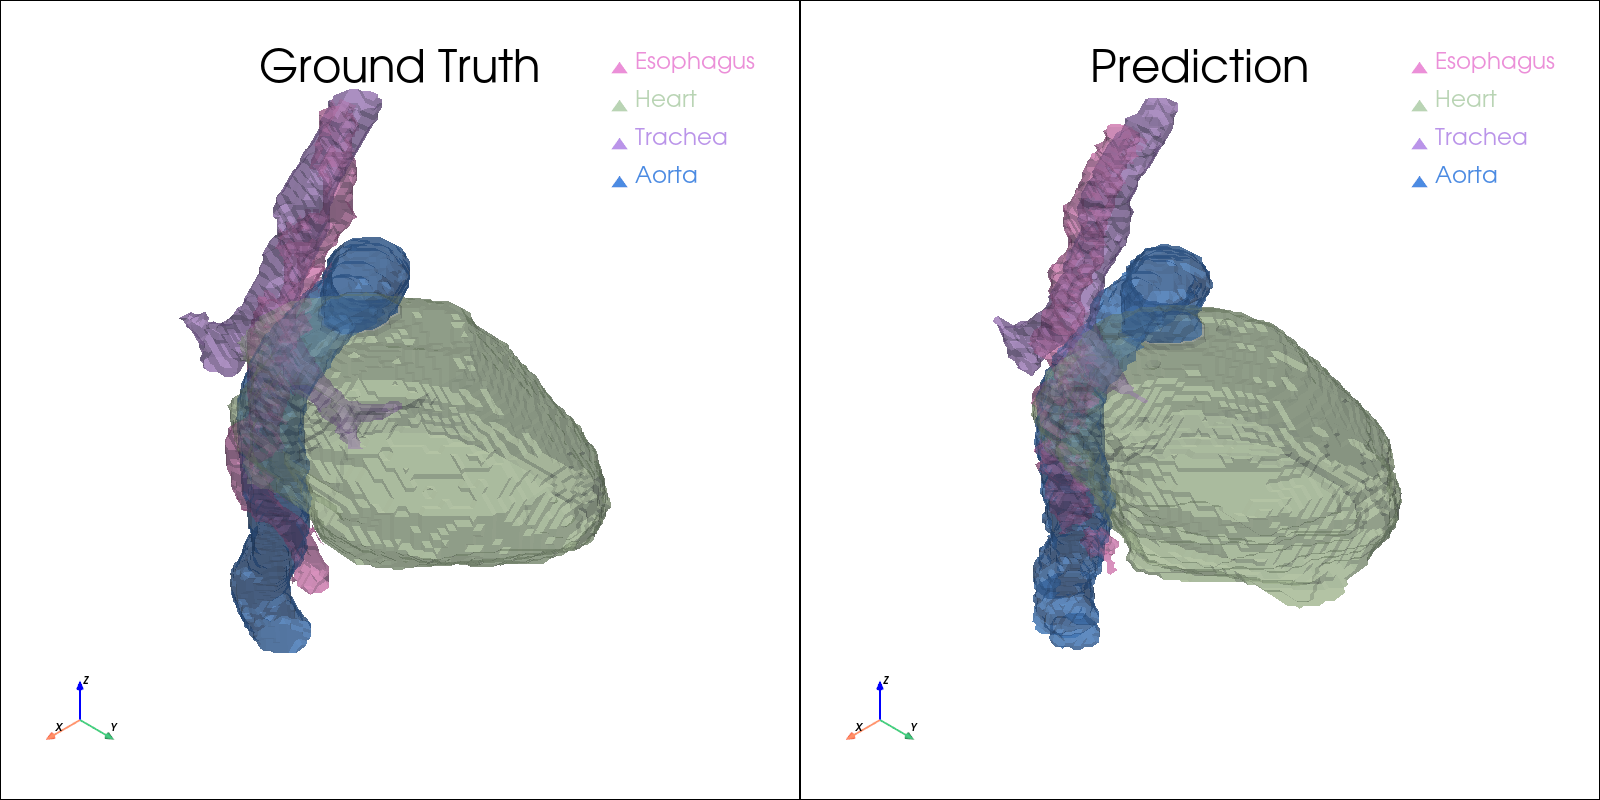 Ground Truth
Esophagus
Heart
Trachea
Aorta
Z
X
Y
Prediction
Esophagus
Heart
Trachea
Aorta
Z
X
Y